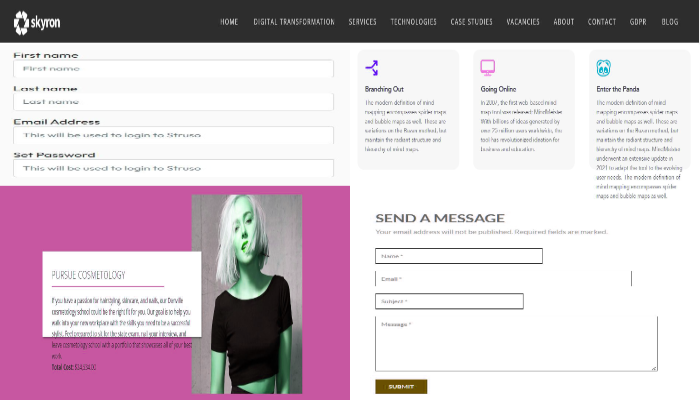 skyron
HOME DIGITAL TRANSFORMATION SERVICES TECHNOLOGIES CASE STUDIES VACANCIES ABOUT CONTACT GDPR BLOG
First name
First name
Last name
Last name
Email Address
This will be used to login to Struso
Set Password
This will be used to login to Struso
Branching Out
The modern definition of mind
mapping encompasses spider maps
and bubble maps as well. These are
variations on the Buzan method, but
maintain the radiant structure and
hierarchy of mind maps.
Going Online
In 2007, the first web-based mind
map tool was released: MindMeister.
With billions of ideas generated by
over 20 million users worldwide, the
tool has revolutionized ideation for
business and education.
Enter the Panda
The modern definition of mind
mapping encompasses spider maps
and bubble maps as well. These are
variations on the Buzan method, but
maintain the radiant structure and
hierarchy of mind maps. MindMeister
underwent an extensive update in
2021 to adapt the tool to the evolving
user needs. The modern definition of
mind mapping encompasses spider
maps and bubble maps as well.
PURSUE COSMETOLOGY
If you have a passion for hairstyling, skincare, and nails, our Danville
cosmetology school could be the right fit for you. Our goal is to help you
walk into your new workplace with the skills you need to be a successful
stylist. Feel prepared to sit for the state exam, nail your interview, and
leave cosmetology school with a portfolio that showcases all of your best
work.
Total Cost:
SEND A MESSAGE
Your email address will not be published. Required fields are marked.
Name *
Email *
Subject *
Message *
SUBMIT